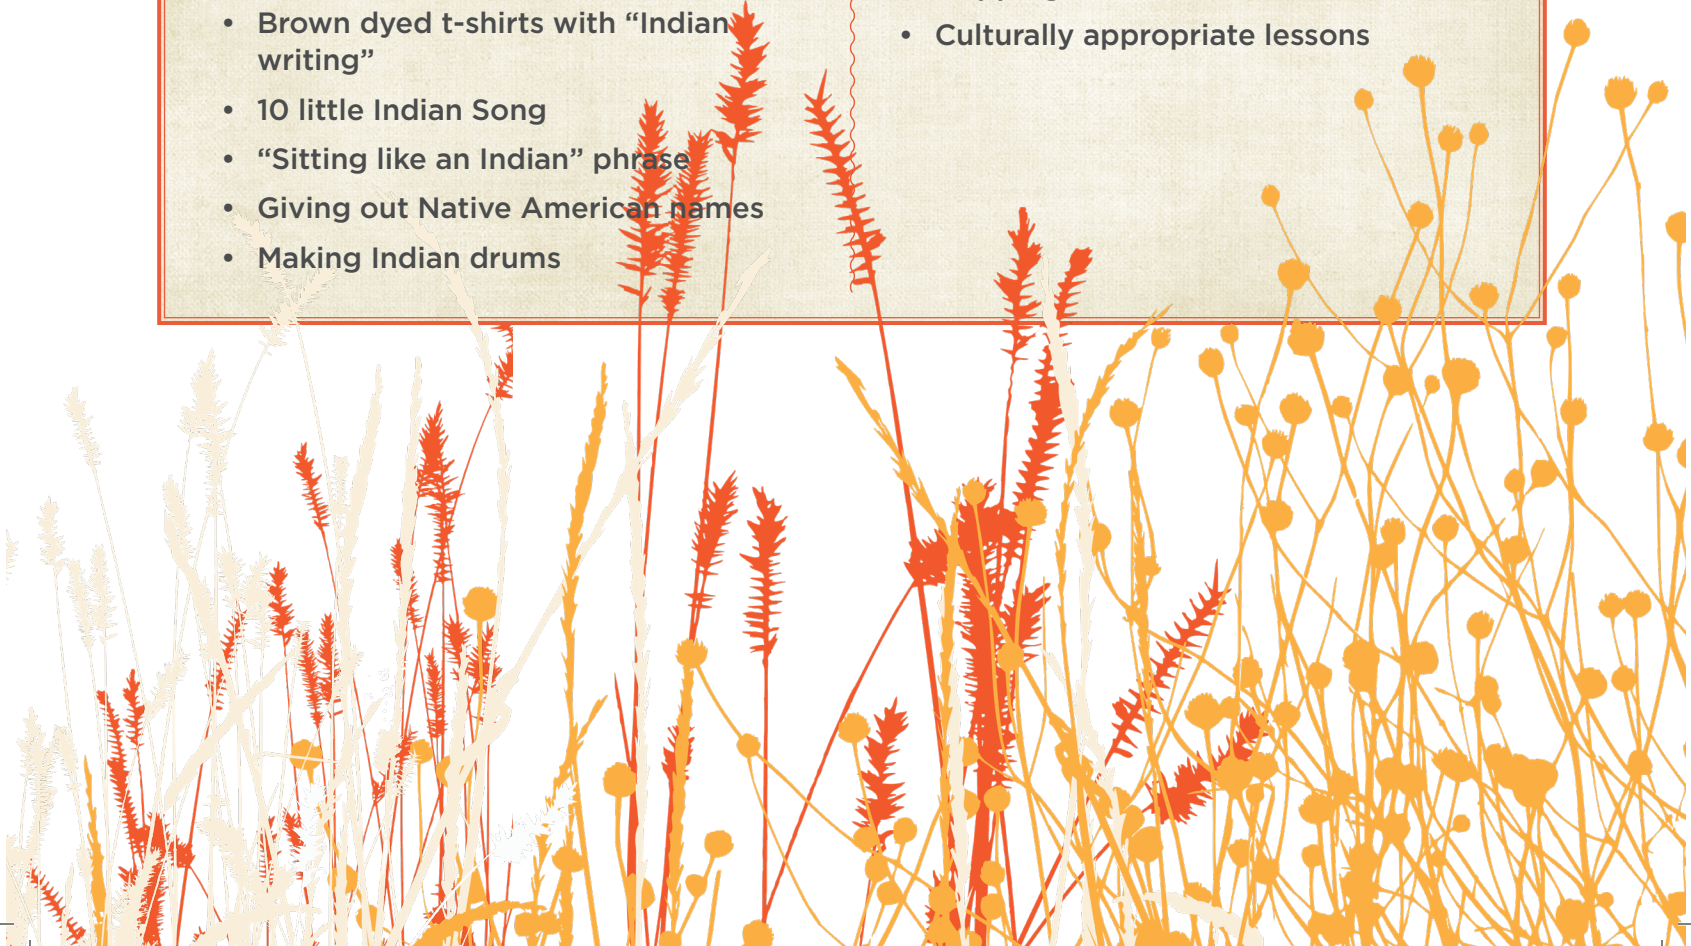 • Brown dyed t-shirts with “Indian
writing”
• 10 little Indian Song
• “Sitting like an Indian” phrase
• Giving out Native American names
• Making Indian drums
• Culturally appropriate lessons